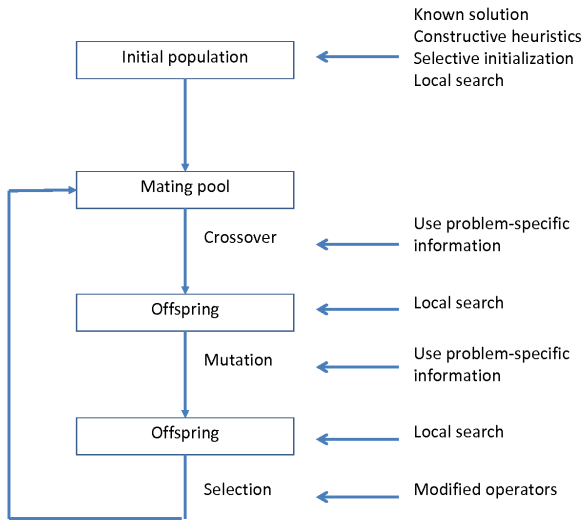 Known solution
Constructive heuristics
Initial population
Selective initialization
Local search
Mating pool
Crossover
Use problem-specific
information
Offspring
Local search
Mutation
Use problem-specific
information
Offspring
Local search
Selection
Modified operators